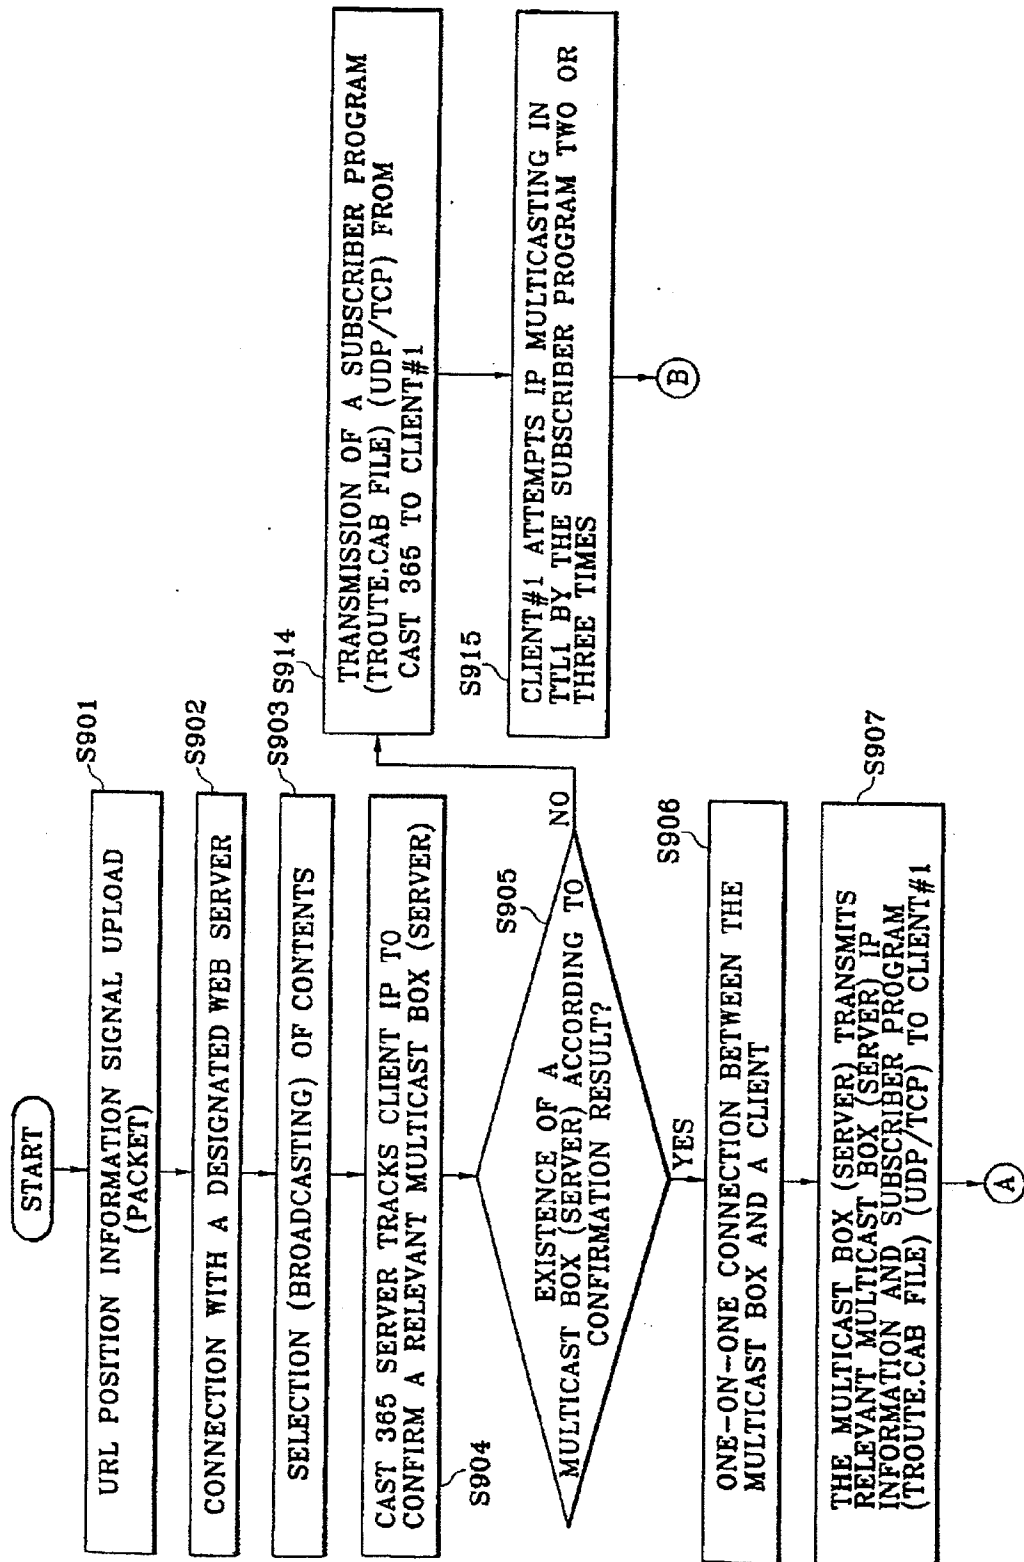 START
S901
URL POSITION INFORMATION SIGNAL UPLOAD
(PACKET)
S902
CONNECTION WITH A DESIGNATED WEB SERVER
S903
SELECTION (BROADCASTING) OF CONTENTS
CAST 365 SERVER TRACKS CLIENT IP TO
CONFIRM A RELEVANT MULTICAST BOX (SERVER)
S904
S905
EXISTENCE OF A
MULTICAST BOX (SERVER) ACCORDING TO
CONFIRMATION RESULT?
NO
YES
S906
ONE-ON-ONE CONNECTION BETWEEN THE
MULTICAST BOX AND A CLIENT
S907
THE MULTICAST BOX (SERVER) TRANSMITS
RELEVANT MULTICAST BOX (SERVER) IP
INFORMATION AND SUBSCRIBER PROGRAM
(TROUTE.CAB FILE) (UDP/TCP) TO CLIENT#1
A
S914
TRANSMISSION OF A SUBSCRIBER PROGRAM
(TROUTE.CAB FILE) (UDP/TCP) FROM
CAST 365 TO CLIENT#1
S915
CLIENT#1 ATTEMPTS IP MULTICASTING IN
TTL1 BY THE SUBSCRIBER PROGRAM TWO OR
THREE TIMES
B